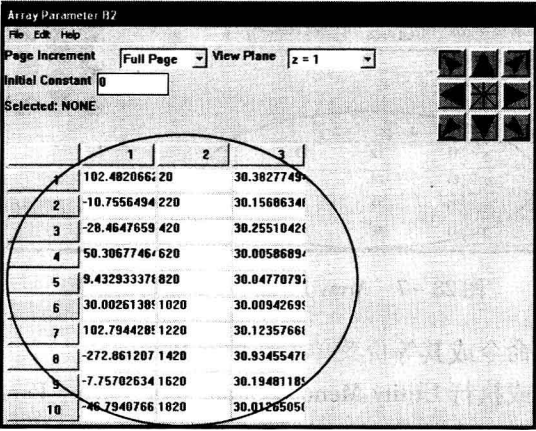 Array Parameter B2
File Edit Help
Page Increment Full Page View Plane z = 1
Initial Constant 0
Selected: NONE
1 2 3
1 102.4820662 20 30.3827749
2 -10.7556494 220 30.1568634
3 -28.4647659 420 30.2551042
4 50.3067746 620 30.0058689
5 9.432933378 820 30.0477079
6 30.0026138 1020 30.0094269
7 102.794428 1220 30.1235766
8 -272.861207 1420 30.9345547
9 -7.75702634 1620 30.1948118
10 -46.7940766 1820 30.0126505